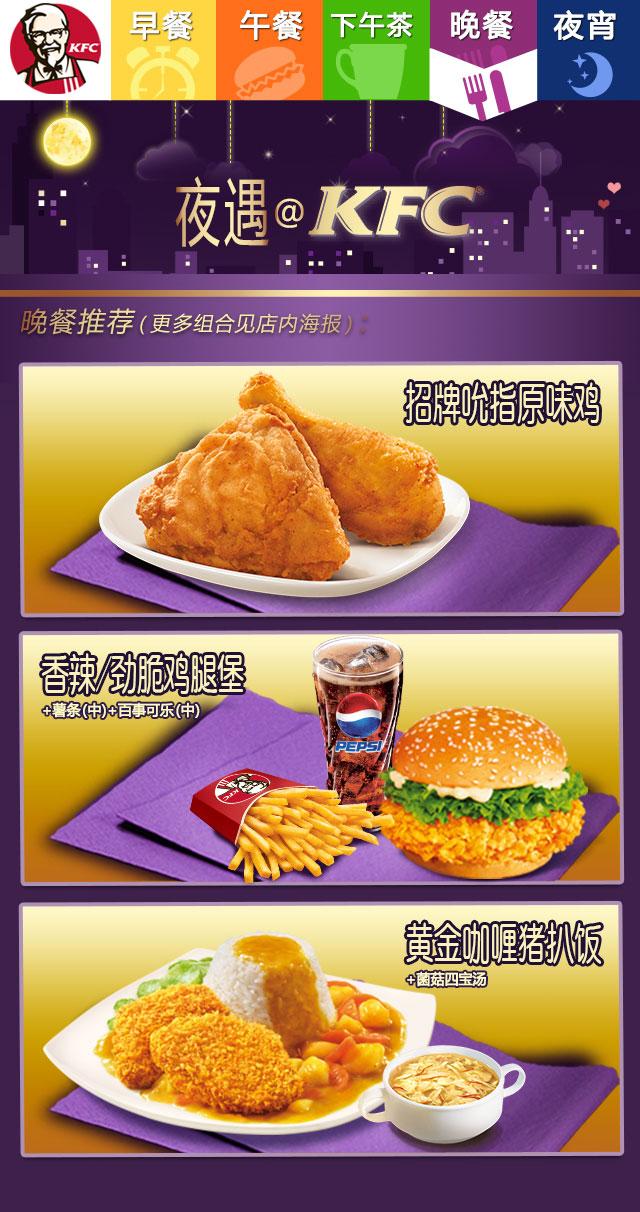 KFC
早餐
午餐
下午茶
晚餐
夜宵
夜遇@KFC®
晚餐推荐(更多组合见店内海报)：
招牌吮指原味鸡
香辣/劲脆鸡腿堡
+薯条(中)+百事可乐(中)
PEPSI
KFC
黄金咖喱猪扒饭
+菌菇四宝汤